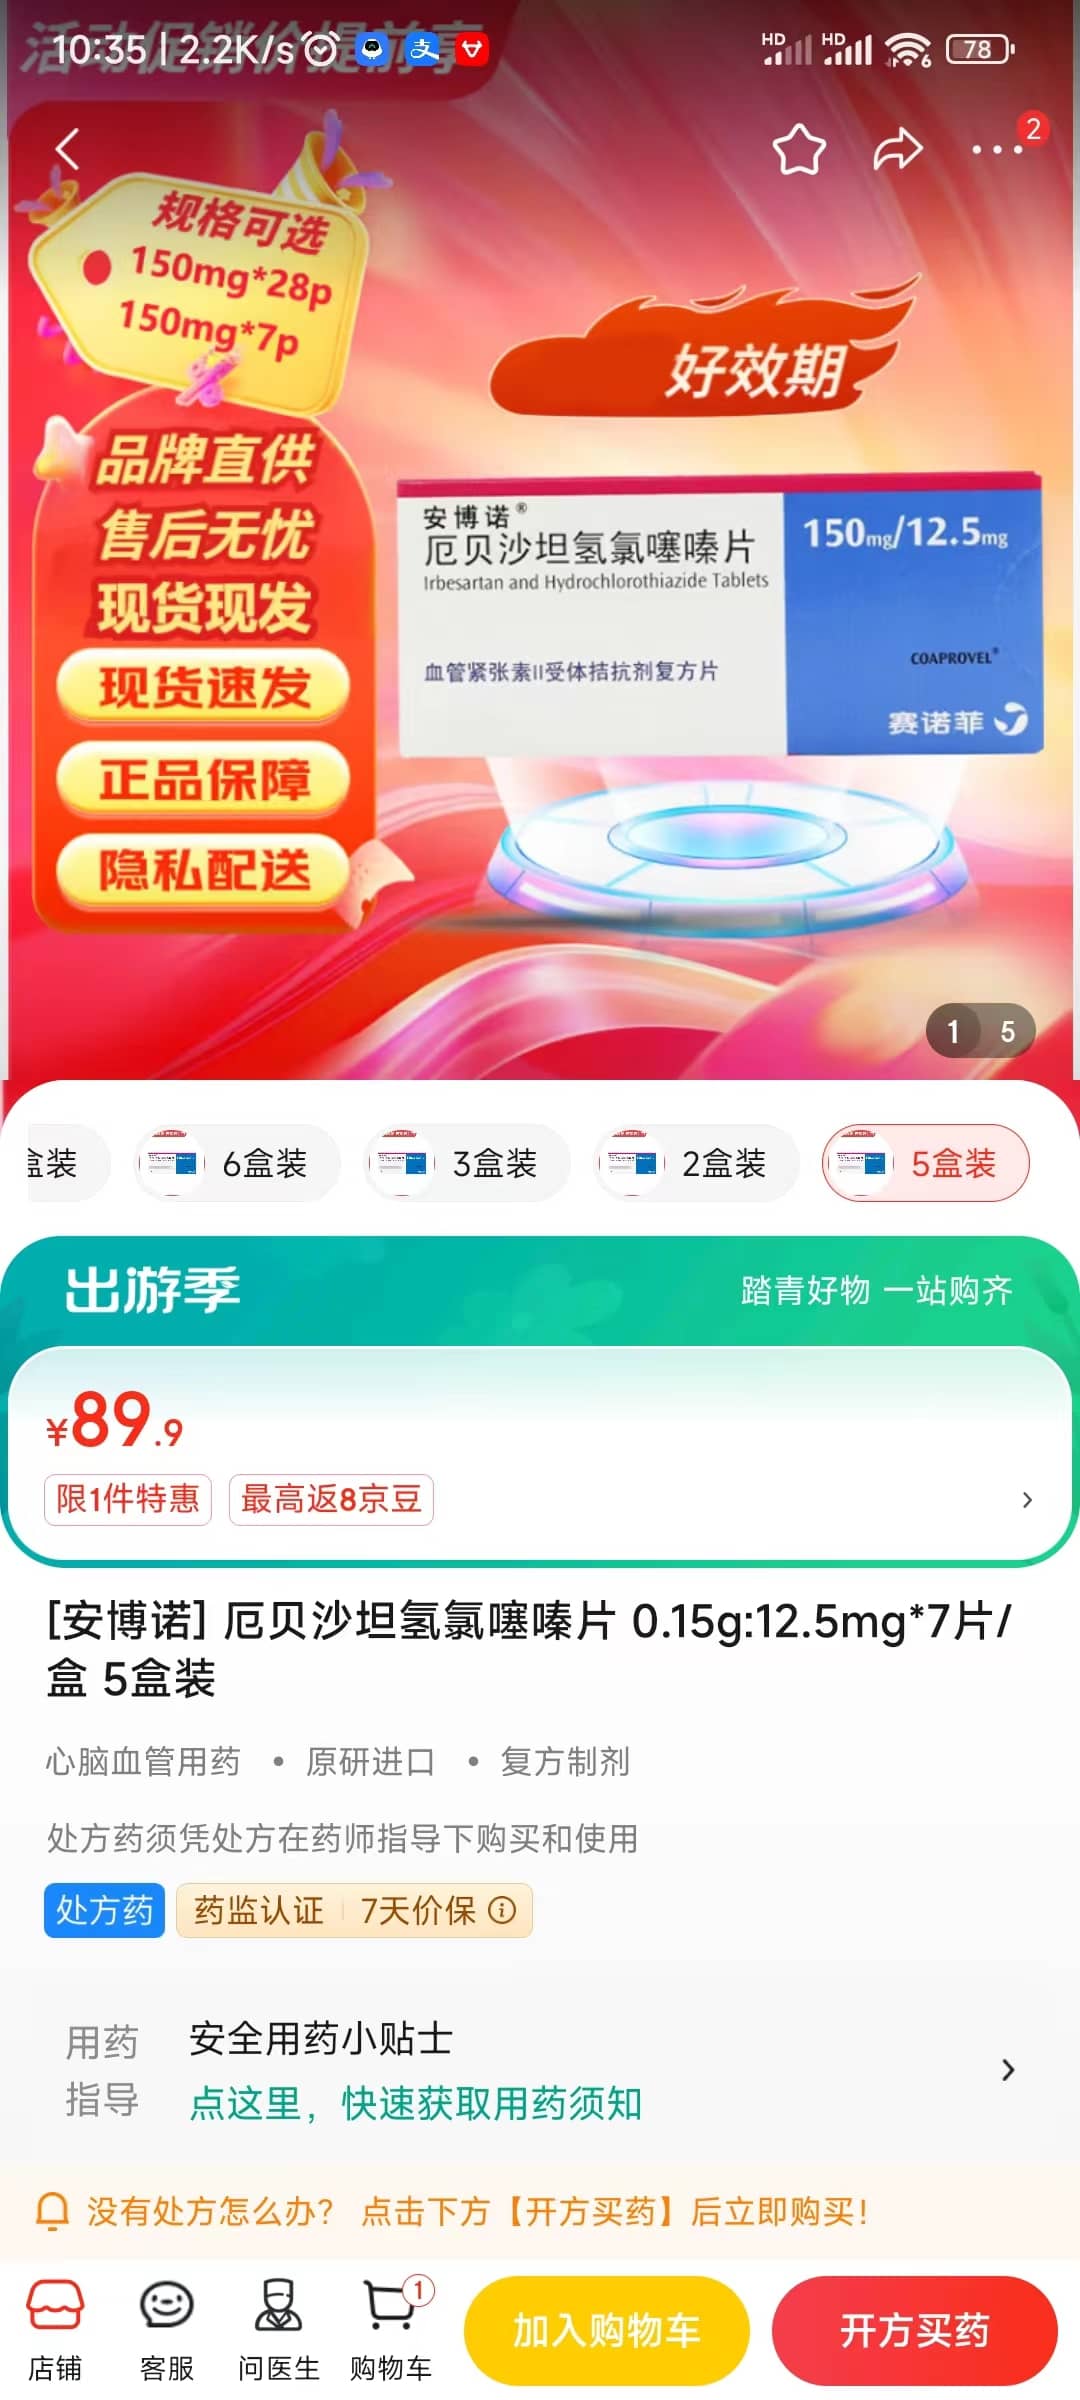 活动促销价提前享
10:35 | 2.2K/s
支
HD HD 6 78
2
规格可选
150mg*28p
150mg*7p
好效期
品牌直供
售后无忧
现货现发
现货速发
正品保障
隐私配送
安博诺®
厄贝沙坦氢氯噻嗪片
Irbesartan and Hydrochlorothiazide Tablets
血管紧张素II受体拮抗剂复方片
150mg/12.5mg
COAPROVEL®
赛诺菲
1 5
盒装 6盒装 3盒装 2盒装 5盒装
出游季 踏青好物 一站购齐
¥89.9
限1件特惠 最高返8京豆
[安博诺] 厄贝沙坦氢氯噻嗪片 0.15g:12.5mg*7片/
盒 5盒装
心脑血管用药 • 原研进口 • 复方制剂
处方药须凭处方在药师指导下购买和使用
处方药 药监认证 7天价保
用药
指导
安全用药小贴士
点这里，快速获取用药须知
没有处方怎么办？ 点击下方【开方买药】后立即购买！
1
店铺 客服 问医生 购物车 加入购物车 开方买药